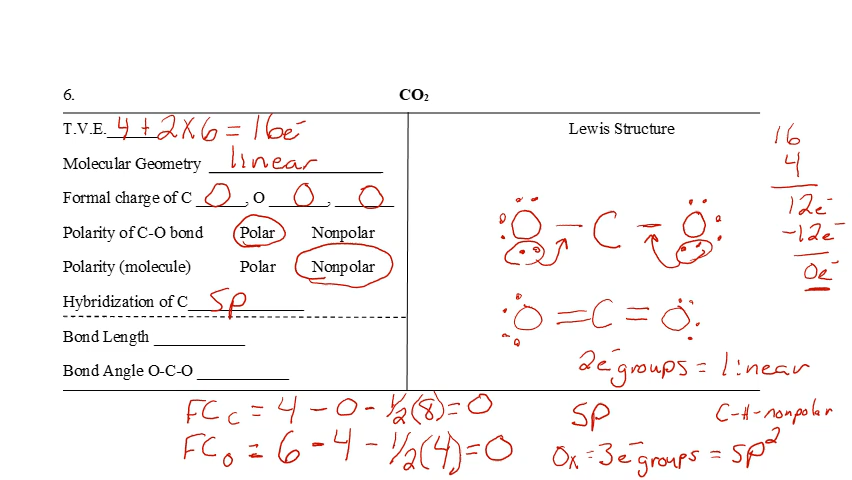 6. CO₂
T.V.E. 4 + 2 x 6 = 16e⁻
Molecular Geometry linear
Formal charge of C 0, O 0, 0
Polarity of C-O bond Polar Nonpolar
Polarity (molecule) Polar Nonpolar
Hybridization of C sp
Bond Length
Bond Angle O-C-O
Lewis Structure
O - C - O
O = C = O
2e⁻ groups = linear
16
4
12e⁻
-12e⁻
0e⁻
FC_C = 4 - 0 - 1/2(8) = 0
FC_O = 6 - 4 - 1/2(4) = 0
sp
C-H-nonpolar
Ox = 3e⁻ groups = sp²